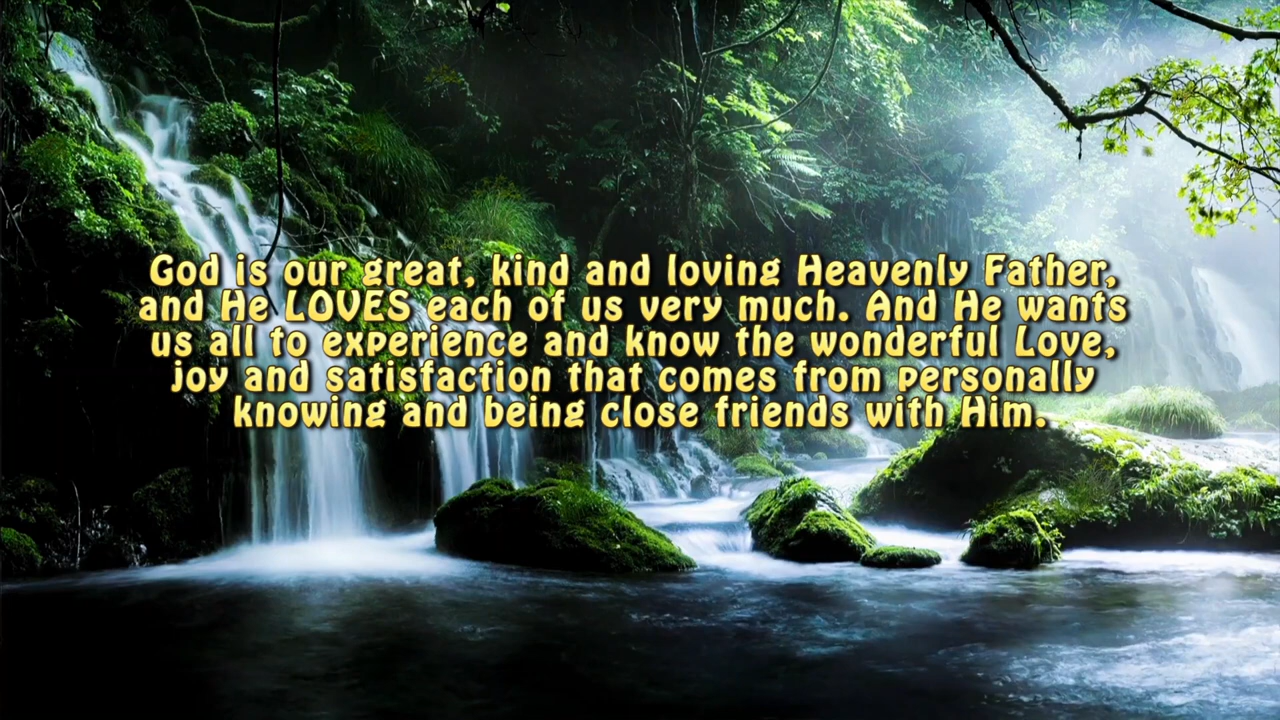 God is our great, kind and loving Heavenly Father,
and He LOVES each of us very much. And He wants
us all to experience and know the wonderful Love,
joy and satisfaction that comes from personally
knowing and being close friends with Him.